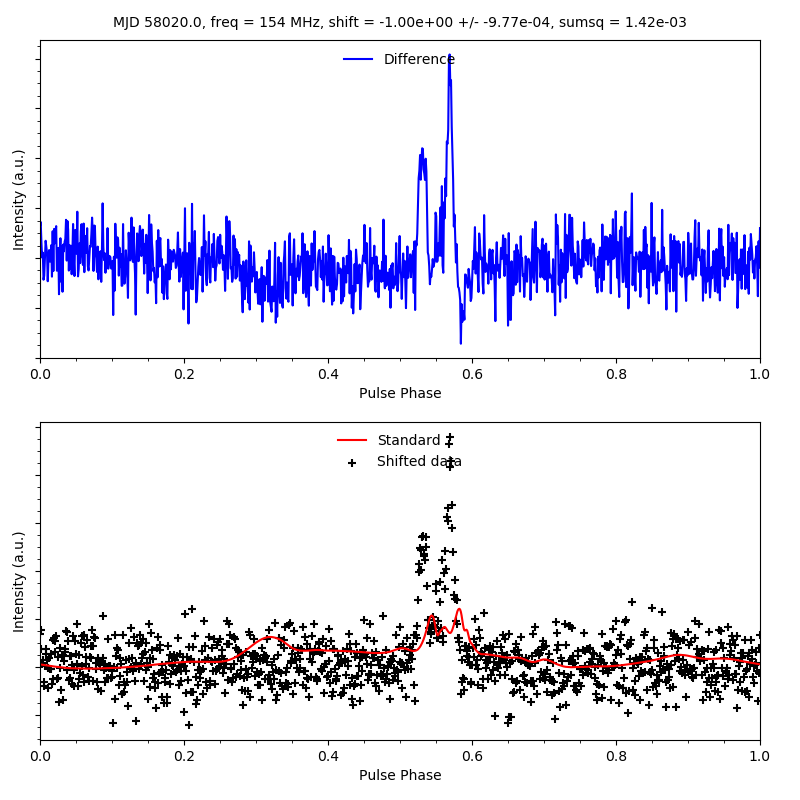 MJD 58020.0, freq = 154 MHz, shift = -1.00e+00 +/- -9.77e-04, sumsq = 1.42e-03
Difference
Intensity (a.u.)
0.0 0.2 0.4 0.6 0.8 1.0
Pulse Phase
Standard
Shifted data
Intensity (a.u.)
0.0 0.2 0.4 0.6 0.8 1.0
Pulse Phase